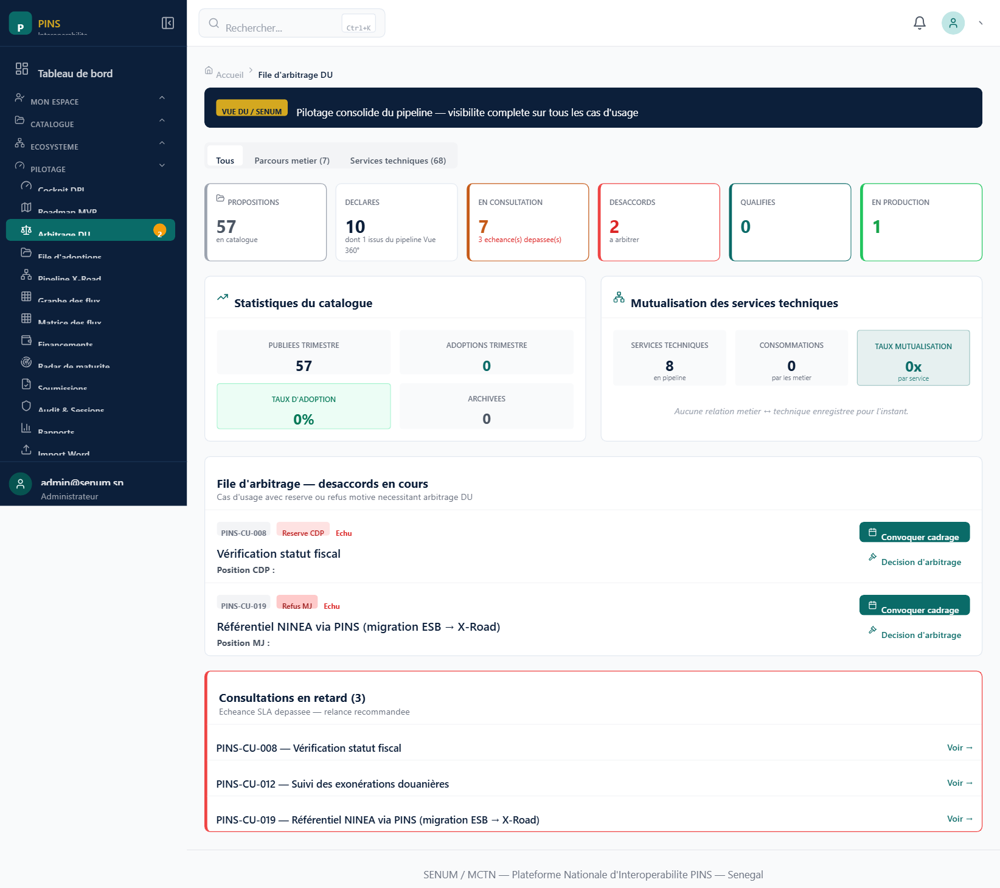 P
PINS
Interoperabilite
Rechercher...
Ctrl+K
Tableau de bord
MON ESPACE
CATALOGUE
ECOSYSTEME
PILOTAGE
Cockpit DPI
Roadmap MVP
Arbitrage DU
2
File d'adoptions
Pipeline X-Road
Graphe des flux
Matrice des flux
Financements
Radar de maturite
Soumissions
Audit & Sessions
Rapports
Import Word
admin@senum.sn
Administrateur
Accueil
File d'arbitrage DU
VUE DU / SENUM
Pilotage consolide du pipeline — visibilite complete sur tous les cas d'usage
Tous
Parcours metier (7)
Services techniques (68)
PROPOSITIONS
57
en catalogue
DECLARES
10
dont 1 issus du pipeline Vue
360°
EN CONSULTATION
7
3 echeance(s) depassee(s)
DESACCORDS
2
a arbitrer
QUALIFIES
0
EN PRODUCTION
1
Statistiques du catalogue
PUBLIEES TRIMESTRE
57
ADOPTIONS TRIMESTRE
0
TAUX D'ADOPTION
0%
ARCHIVEES
0
Mutualisation des services techniques
SERVICES TECHNIQUES
8
en pipeline
CONSOMMATIONS
0
par les metier
TAUX MUTUALISATION
0x
par service
Aucune relation metier ↔ technique enregistree pour l'instant.
File d'arbitrage — desaccords en cours
Cas d'usage avec reserve ou refus motive necessitant arbitrage DU
PINS-CU-008
Reserve CDP
Echu
Vérification statut fiscal
Position CDP :
Convoquer cadrage
Decision d'arbitrage
PINS-CU-019
Refus MJ
Echu
Référentiel NINEA via PINS (migration ESB → X-Road)
Position MJ :
Convoquer cadrage
Decision d'arbitrage
Consultations en retard (3)
Echeance SLA depassee — relance recommandee
PINS-CU-008 — Vérification statut fiscal
Voir →
PINS-CU-012 — Suivi des exonérations douanières
Voir →
PINS-CU-019 — Référentiel NINEA via PINS (migration ESB → X-Road)
Voir →
SENUM / MCTN — Plateforme Nationale d'Interoperabilite PINS — Senegal